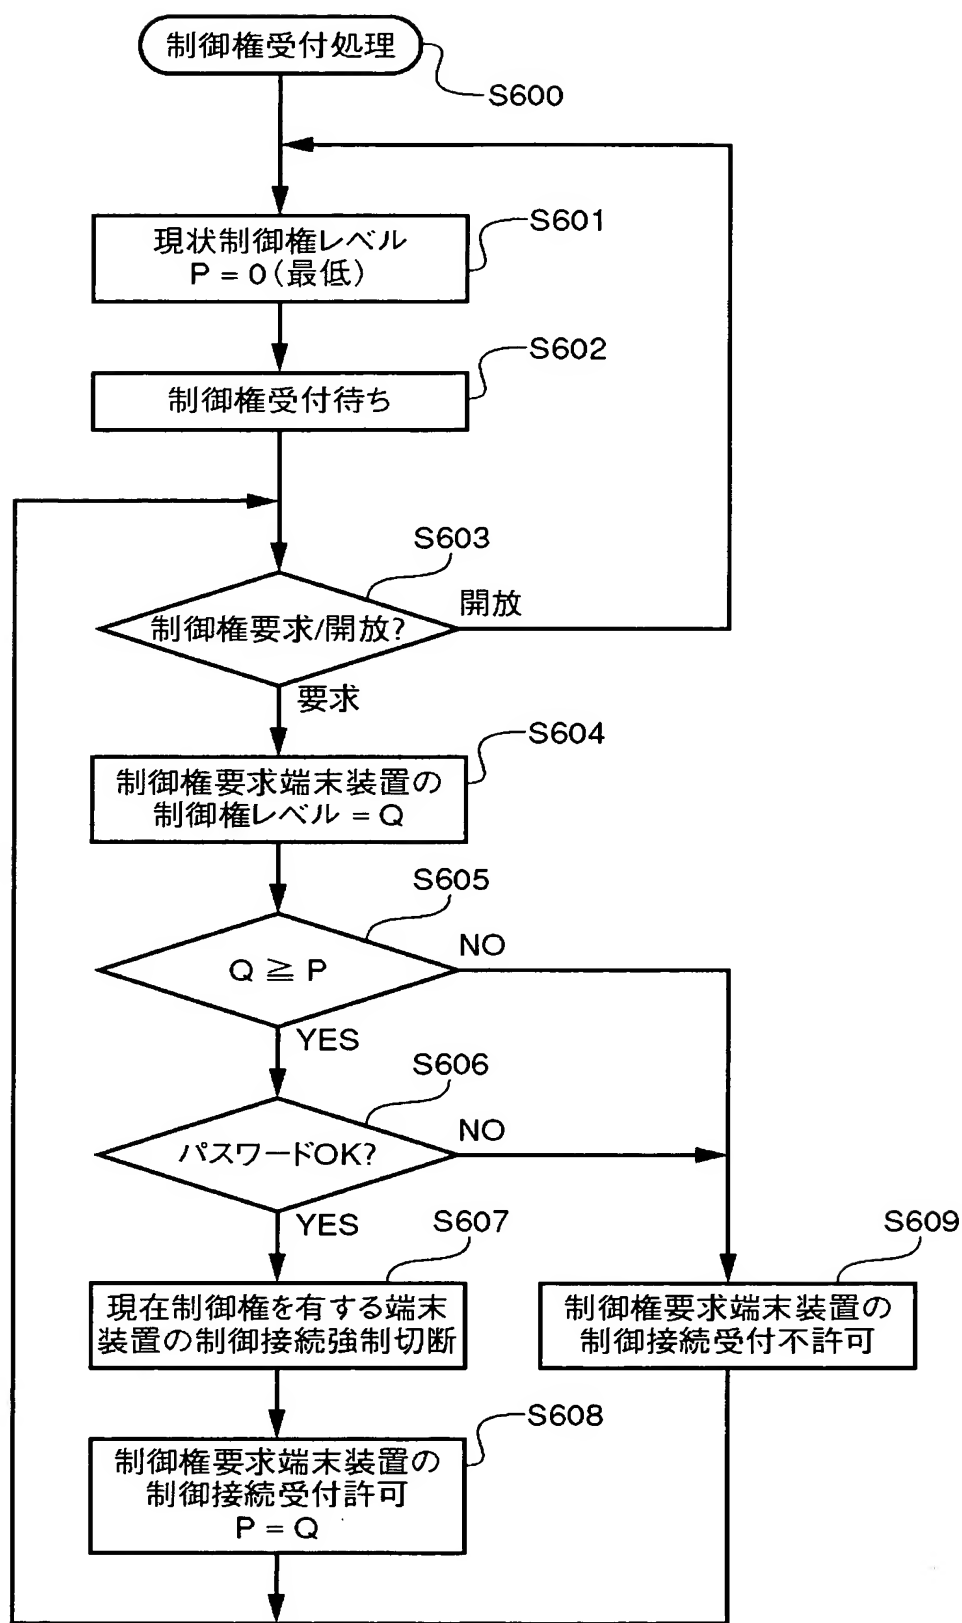 制御権受付処理
S600
S601
現状制御権レベル
P = 0(最低)
S602
制御権受付待ち
S603
制御権要求/開放?
開放
要求
S604
制御権要求端末装置の
制御権レベル = Q
S605
Q ≧ P
NO
YES
S606
パスワードOK?
NO
YES
S607
現在制御権を有する端末
装置の制御接続強制切断
S609
制御権要求端末装置の
制御接続受付不許可
S608
制御権要求端末装置の
制御接続受付許可
P = Q